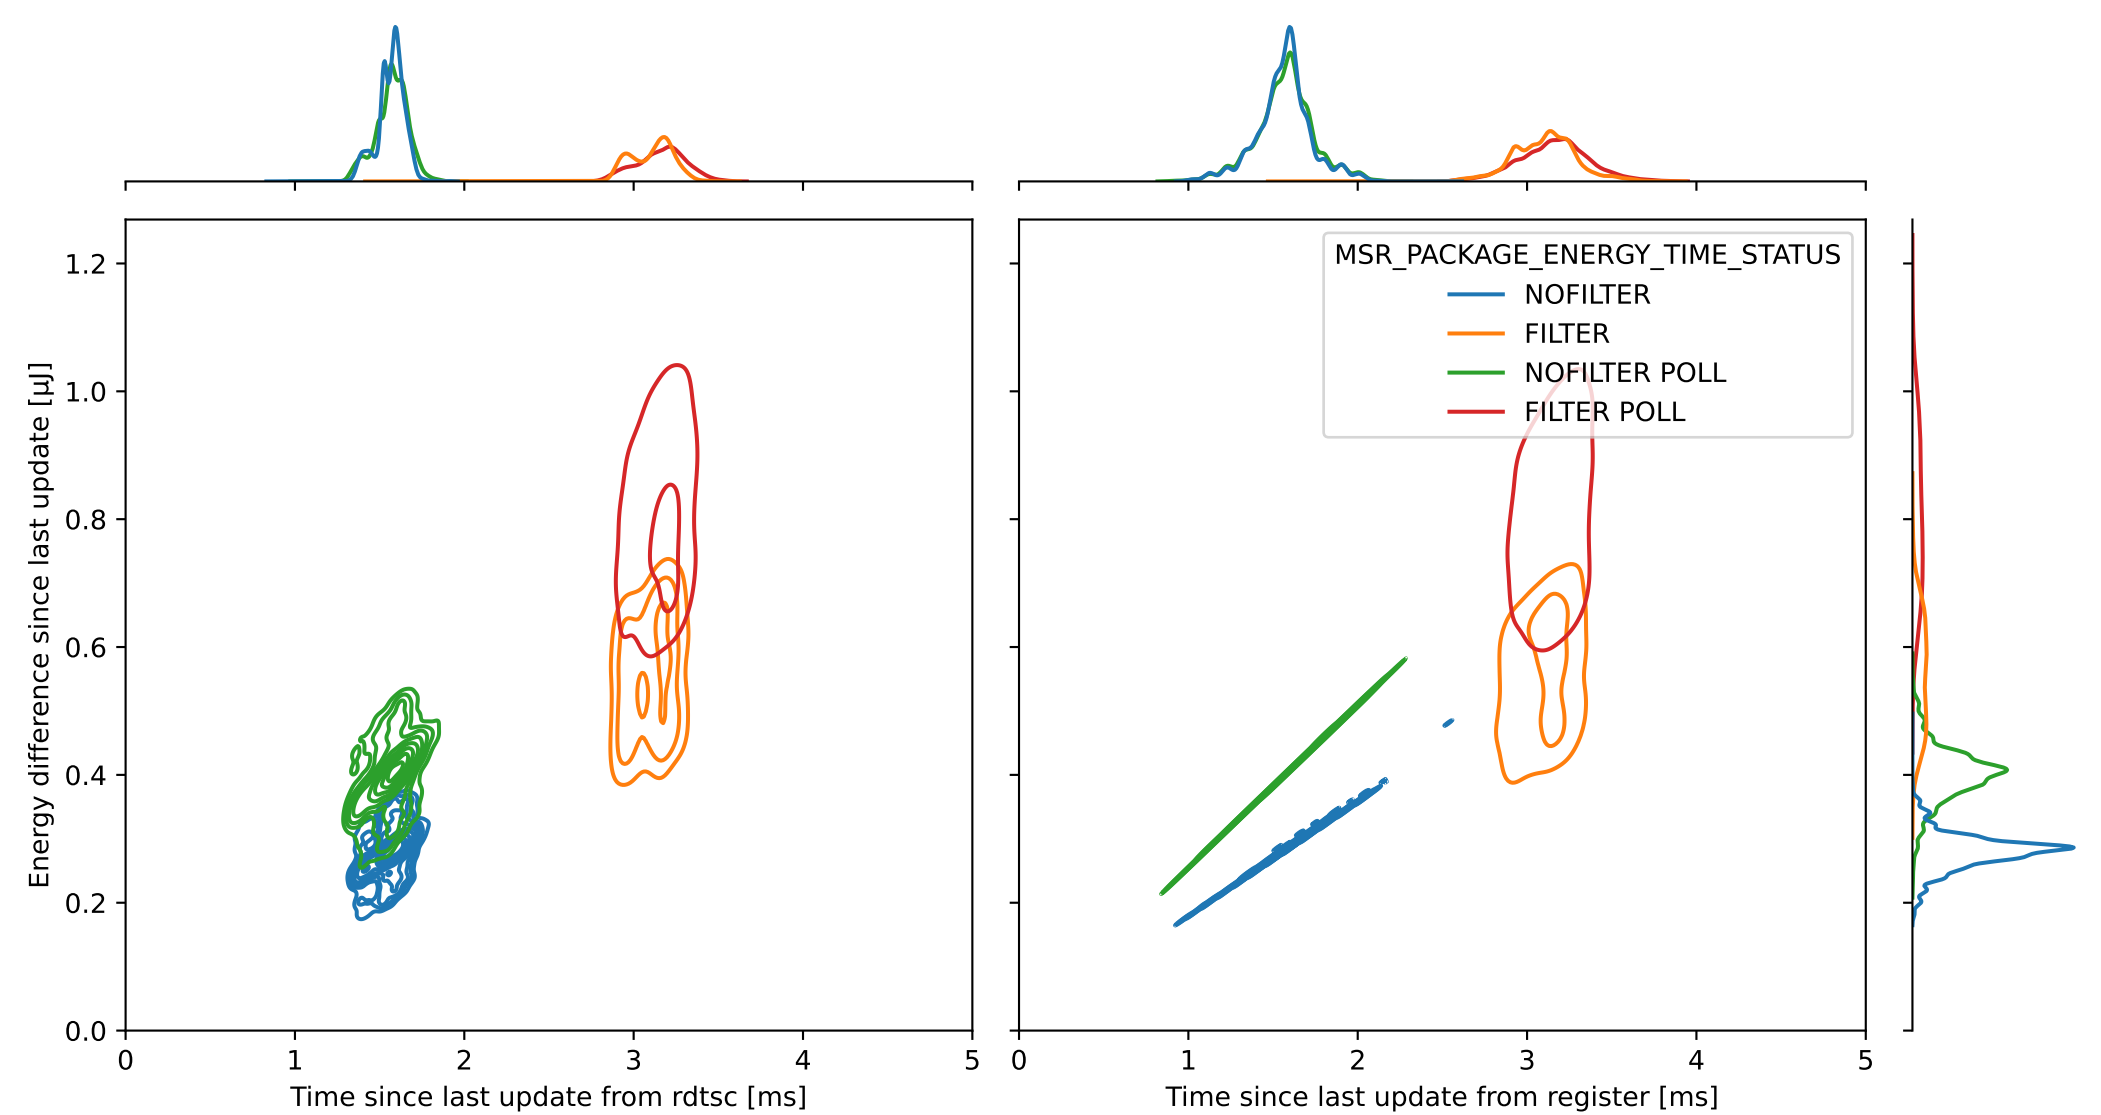 MSR_PACKAGE_ENERGY_TIME_STATUS
NOFILTER
FILTER
NOFILTER POLL
FILTER POLL
Energy difference since last update [µJ]
1.2
1.0
0.8
0.6
0.4
0.2
0.0
0 1 2 3 4 5
0 1 2 3 4 5
Time since last update from rdtsc [ms]
Time since last update from register [ms]